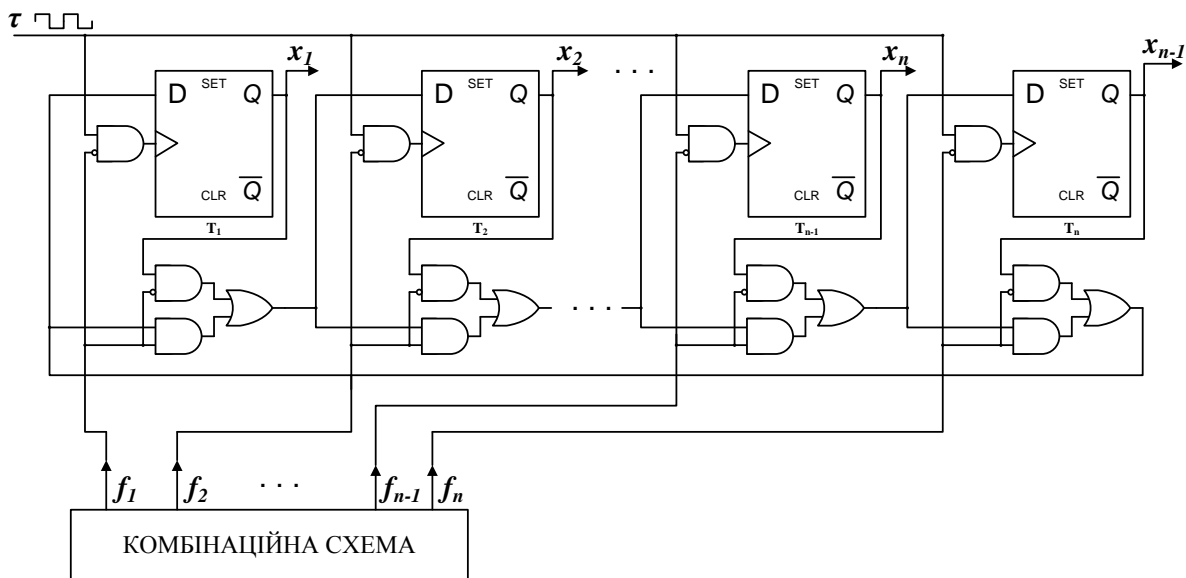 τ
x1 x2 . . . xn xn-1
D SET Q D SET Q D SET Q D SET Q
CLR Q CLR Q CLR Q CLR Q
T1 T2 Tn-1 Tn
. . .
f1 f2 . . . fn-1 fn
КОМБІНАЦІЙНА СХЕМА